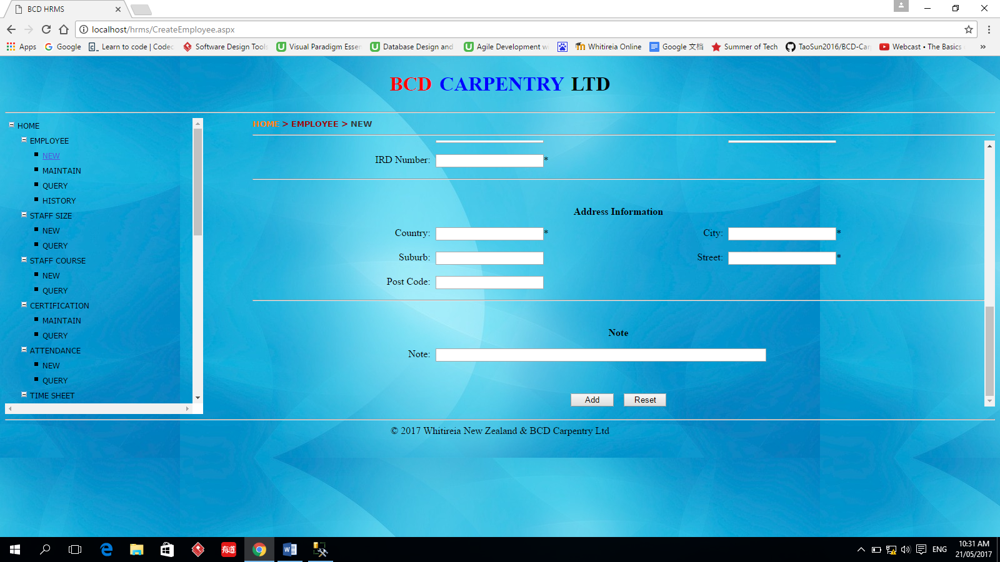 BCD HRMS
localhost/hrms/CreateEmployee.aspx
Apps Google Learn to code | Codec Software Design Tools Visual Paradigm Essen Database Design and Agile Development w Whitireia Online Google 文档 Summer of Tech TaoSun2016/BCD-Car Webcast • The Basics »
BCD CARPENTRY LTD
HOME > EMPLOYEE > NEW
HOME
EMPLOYEE
NEW
MAINTAIN
QUERY
HISTORY
STAFF SIZE
NEW
QUERY
STAFF COURSE
NEW
QUERY
CERTIFICATION
MAINTAIN
QUERY
ATTENDANCE
NEW
QUERY
TIME SHEET
IRD Number: *
Address Information
Country: * City: *
Suburb: Street: *
Post Code:
Note
Note:
Add Reset
© 2017 Whitireia New Zealand & BCD Carpentry Ltd
有道
ENG
10:31 AM
21/05/2017